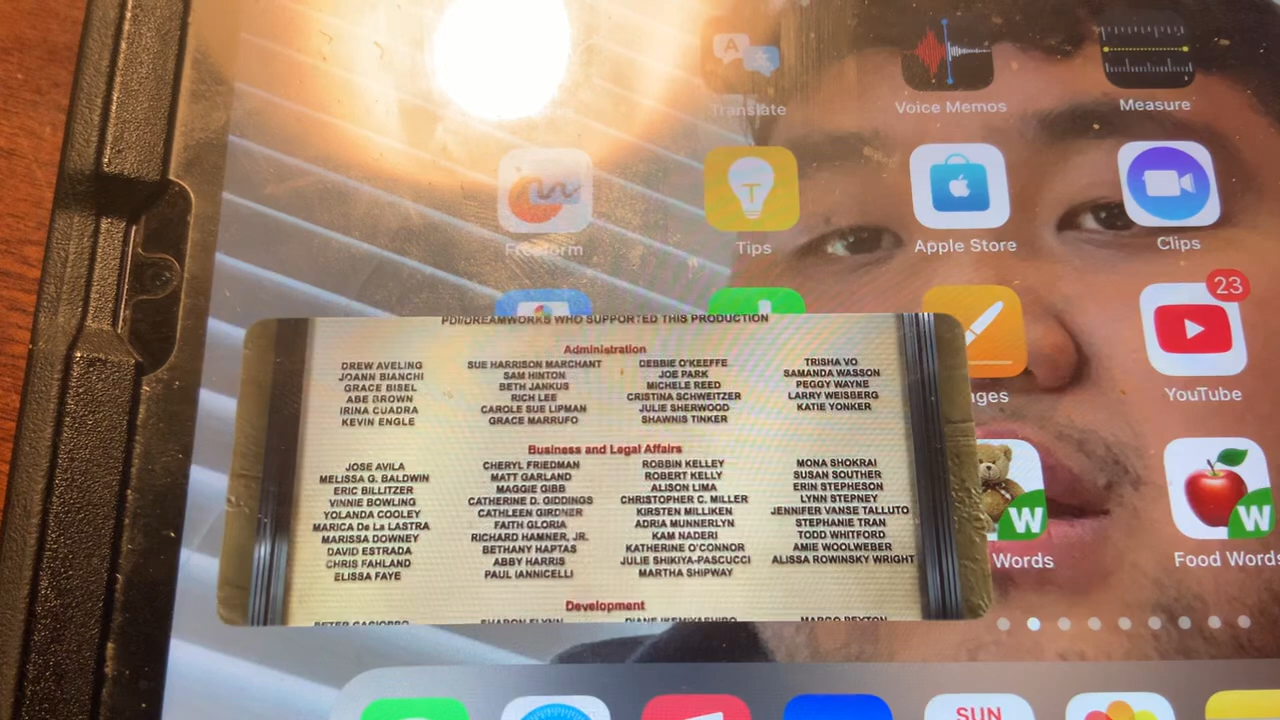 Translate
Voice Memos
Measure
Freeform
Tips
Apple Store
Clips
23
YouTube
Words
W
Food Words
W
PDI/DREAMWORKS WHO SUPPORTED THIS PRODUCTION
Administration
DREW AVELING SUE HARRISON MARCHANT DEBBIE O'KEEFFE TRISHA VO
JOANN BIANCHI SAM HINTON JOE PARK SAMANDA WASSON
GRACE BISEL BETH JANKUS MICHELE REED PEGGY WAYNE
ABE BROWN RICH LEE CRISTINA SCHWEITZER LARRY WEISBERG
IRINA CUADRA CAROLE SUE LIPMAN JULIE SHERWOOD KATIE YONKER
KEVIN ENGLE GRACE MARRUFO SHAWNIS TINKER
Business and Legal Affairs
JOSE AVILA CHERYL FRIEDMAN ROBBIN KELLEY MONA SHOKRAI
MELISSA G. BALDWIN MATT GARLAND ROBERT KELLY SUSAN SOUTHER
ERIC BILLITZER MAGGIE GIBB ALISON LIMA ERIN STEPHESON
VINNIE BOWLING CATHERINE D. GIDDINGS CHRISTOPHER C. MILLER LYNN STEPNEY
YOLANDA COOLEY CATHLEEN GIRDNER KIRSTEN MILLIKEN JENNIFER VANSE TALLUTO
MARICA De La LASTRA FAITH GLORIA ADRIA MUNNERLYN STEPHANIE TRAN
MARISSA DOWNEY RICHARD HAMNER, JR. KAM NADERI TODD WHITFORD
DAVID ESTRADA BETHANY HAPTAS KATHERINE O'CONNOR AMIE WOOLWEBER
CHRIS FAHLAND ABBY HARRIS JULIE SHIKIYA-PASCUCCI ALISSA ROWINSKY WRIGHT
ELISSA FAYE PAUL IANNICELLI MARTHA SHIPWAY
Development
SHARON FLYNN MARGO PEYTON
SUN